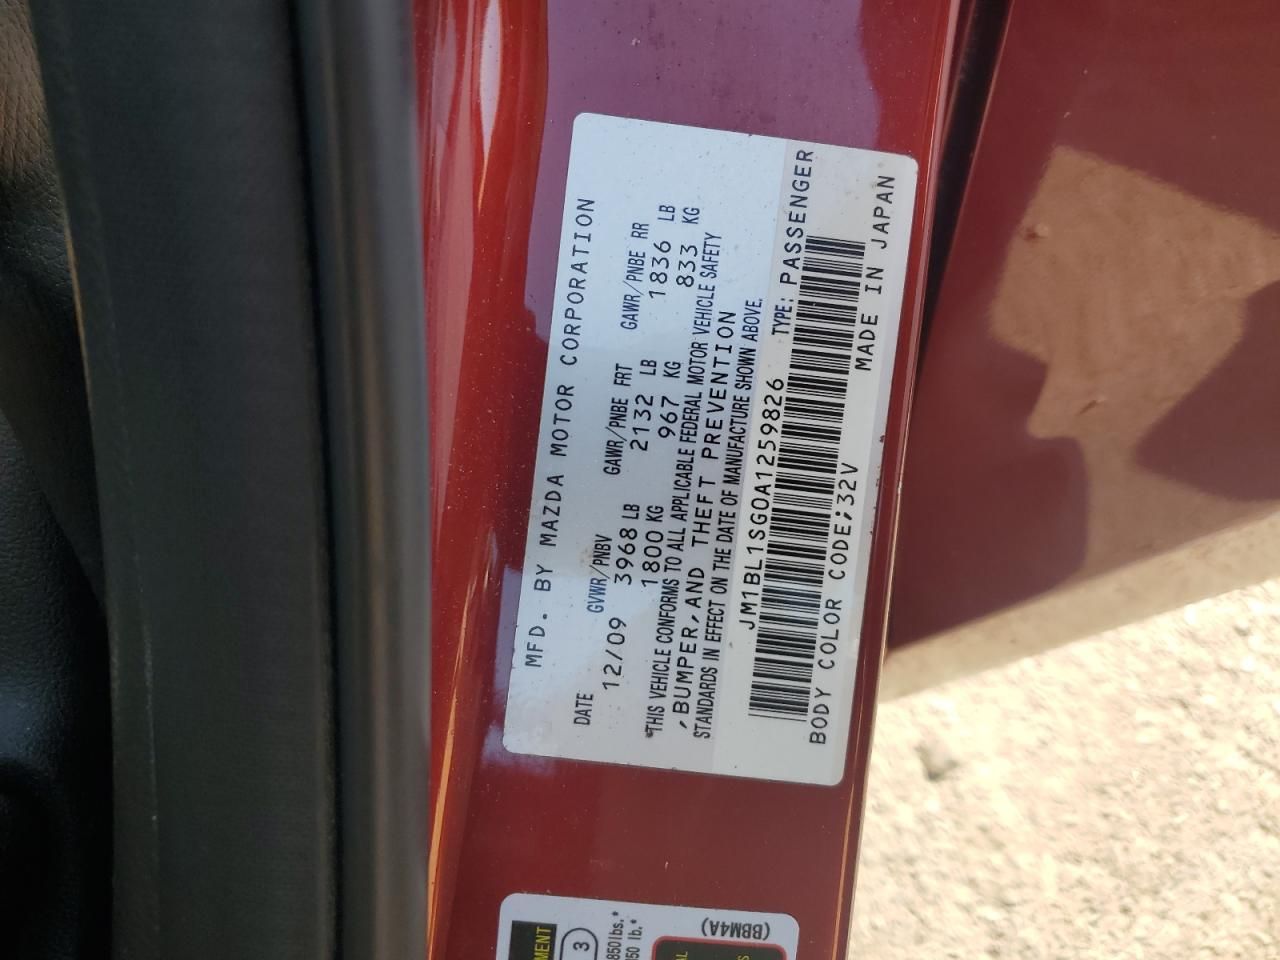 MFD. BY MAZDA MOTOR CORPORATION
DATE GVWR/PNBV GAWR/PNBE FRT GAWR/PNBE RR
12/09 3968 LB 2132 LB 1836 LB
1800 KG 967 KG 833 KG
*THIS VEHICLE CONFORMS TO ALL APPLICABLE FEDERAL MOTOR VEHICLE SAFETY
,BUMPER,AND THEFT PREVENTION
STANDARDS IN EFFECT ON THE DATE OF MANUFACTURE SHOWN ABOVE.
JM1BL1SG0A1259826 TYPE: PASSENGER
BODY COLOR CODE;32V MADE IN JAPAN
MENT
3
850lbs.*
(BBM4A)